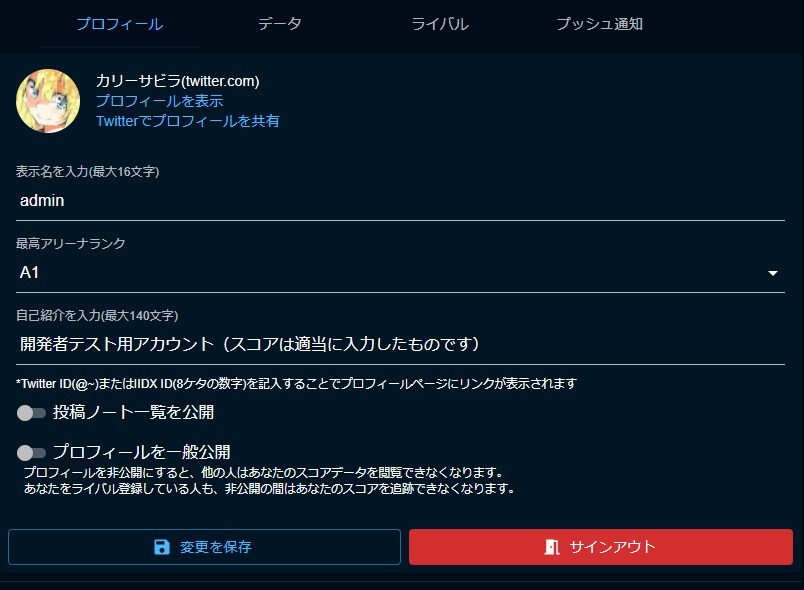 プロフィール データ ライバル プッシュ通知
カリーサビラ(twitter.com)
プロフィールを表示
Twitterでプロフィールを共有
表示名を入力(最大16文字)
admin
最高アリーナランク
A1
自己紹介を入力(最大140文字)
開発者テスト用アカウント（スコアは適当に入力したものです）
*Twitter ID(@~)またはIIDX ID(8ケタの数字)を記入することでプロフィールページにリンクが表示されます
投稿ノート一覧を公開
プロフィールを一般公開
プロフィールを非公開にすると、他の人はあなたのスコアデータを閲覧できなくなります。
あなたをライバル登録している人も、非公開の間はあなたのスコアを追跡できなくなります。
変更を保存 サインアウト